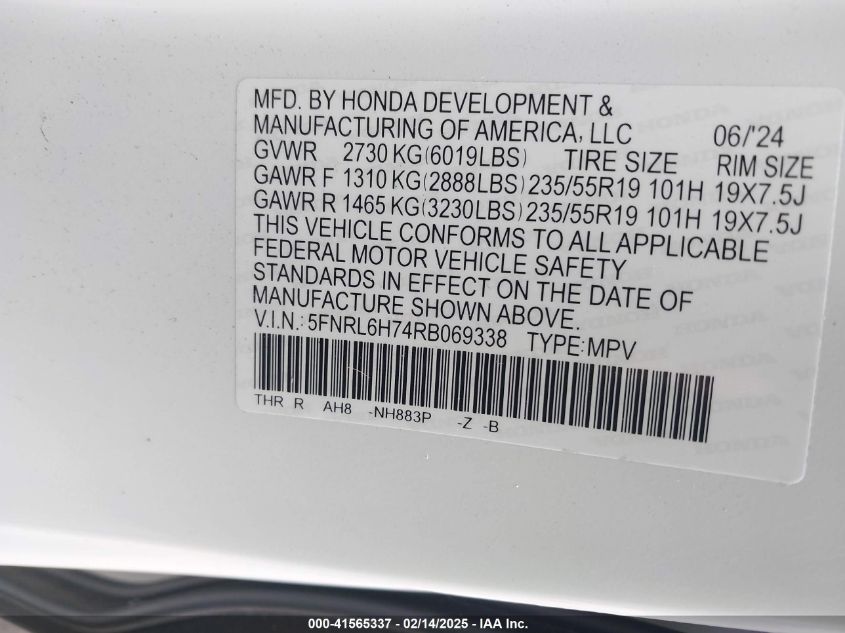 MFD. BY HONDA DEVELOPMENT &
MANUFACTURING OF AMERICA, LLC 06/'24
GVWR 2730 KG(6019LBS) TIRE SIZE RIM SIZE
GAWR F 1310 KG(2888LBS) 235/55R19 101H 19X7.5J
GAWR R 1465 KG(3230LBS) 235/55R19 101H 19X7.5J
THIS VEHICLE CONFORMS TO ALL APPLICABLE
FEDERAL MOTOR VEHICLE SAFETY
STANDARDS IN EFFECT ON THE DATE OF
MANUFACTURE SHOWN ABOVE.
V.I.N.: 5FNRL6H74RB069338 TYPE:MPV
THR R AH8 -NH883P -Z -B
000-41565337 - 02/14/2025 - IAA Inc.